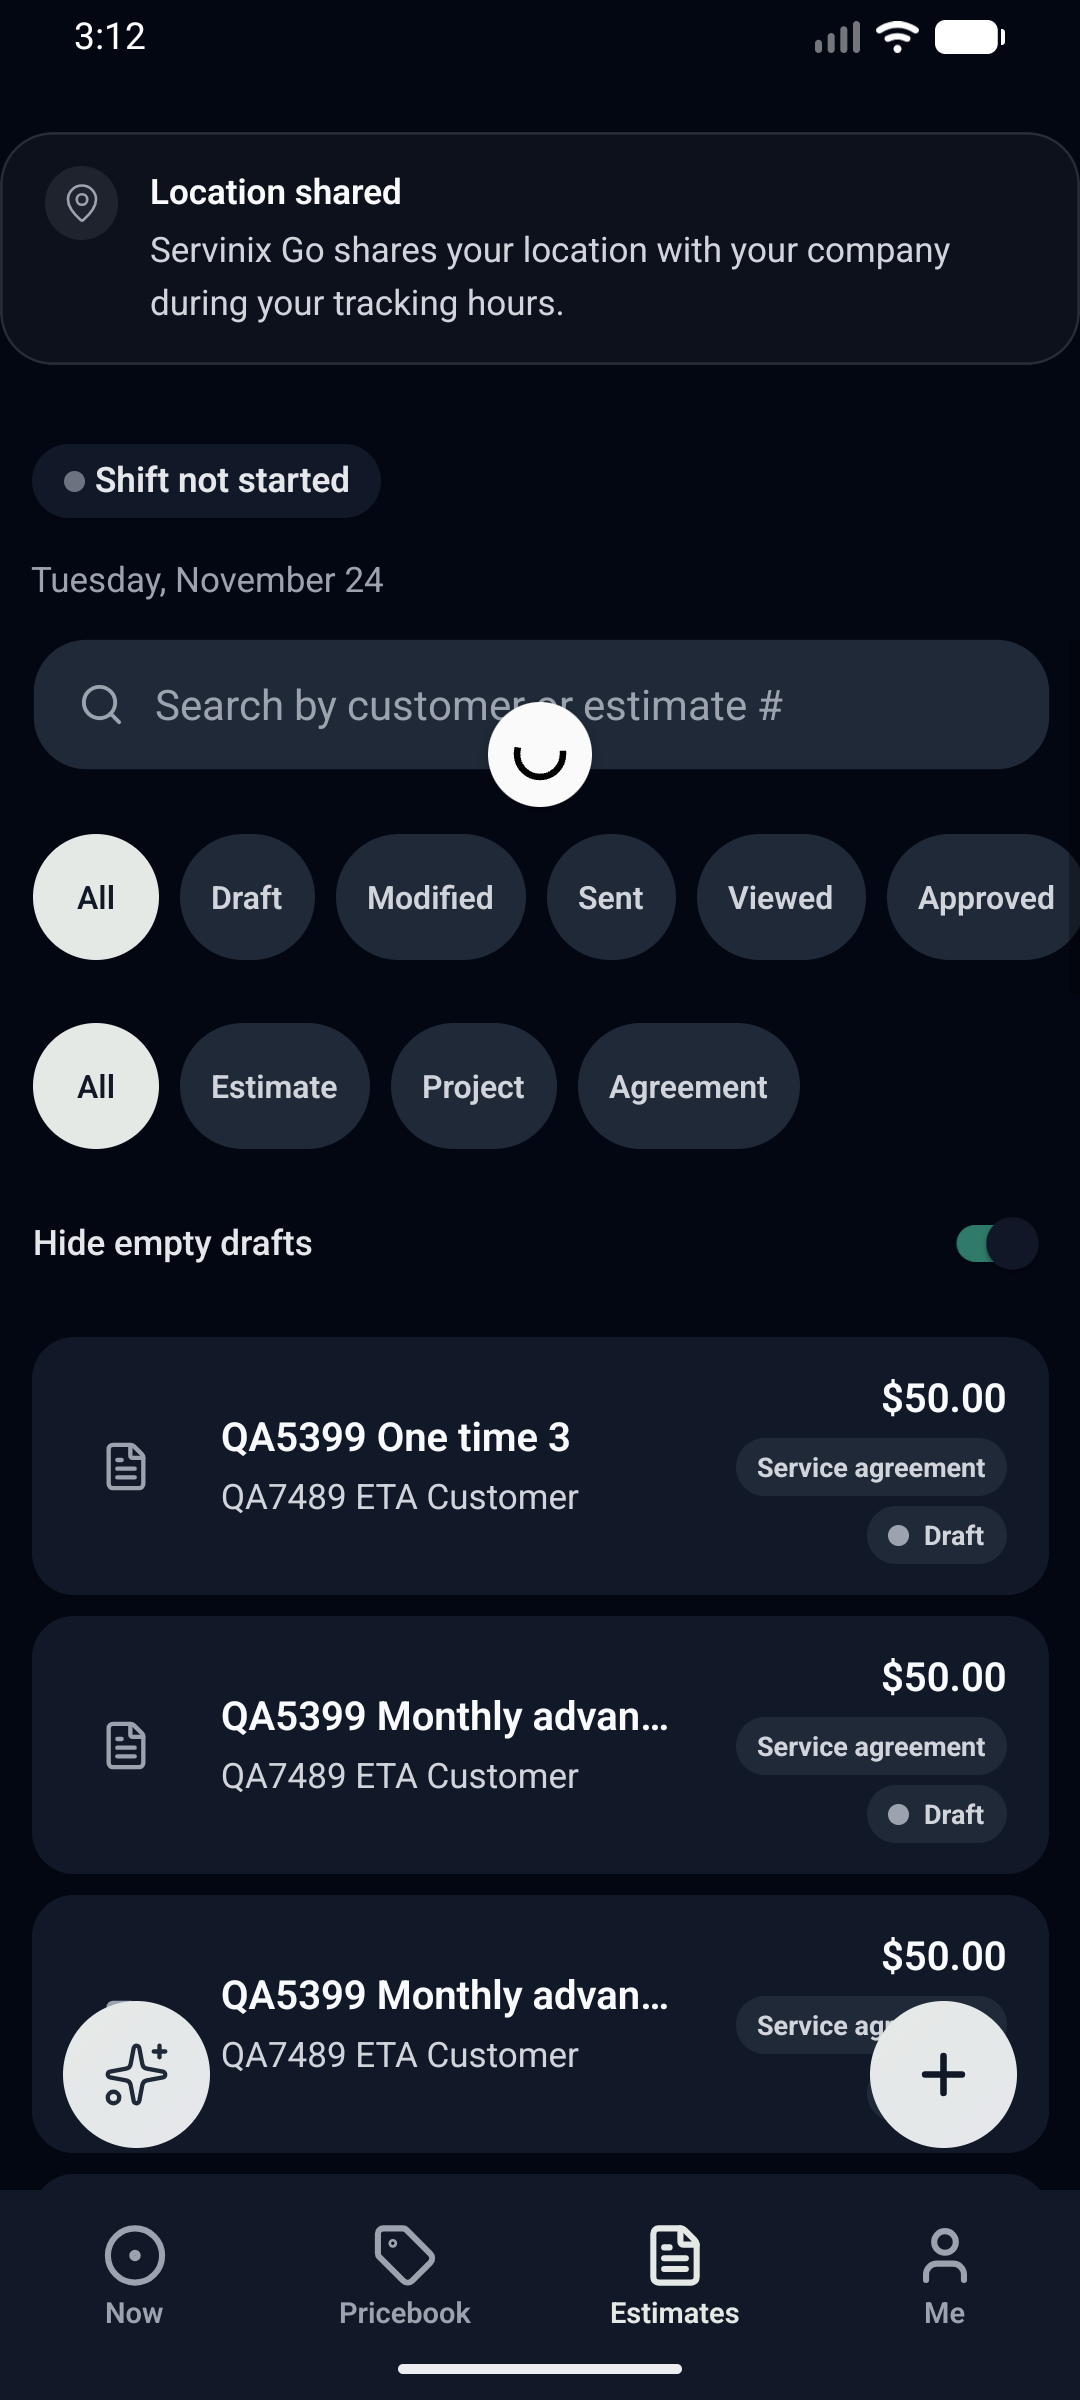 3:12
Location shared
Servinix Go shares your location with your company
during your tracking hours.
Shift not started
Tuesday, November 24
Search by customer or estimate #
All Draft Modified Sent Viewed Approved
All Estimate Project Agreement
Hide empty drafts
$50.00
QA5399 One time 3
Service agreement
QA7489 ETA Customer
Draft
$50.00
QA5399 Monthly advan...
Service agreement
QA7489 ETA Customer
Draft
$50.00
QA5399 Monthly advan...
Service
QA7489 ETA Customer
Now Pricebook Estimates Me